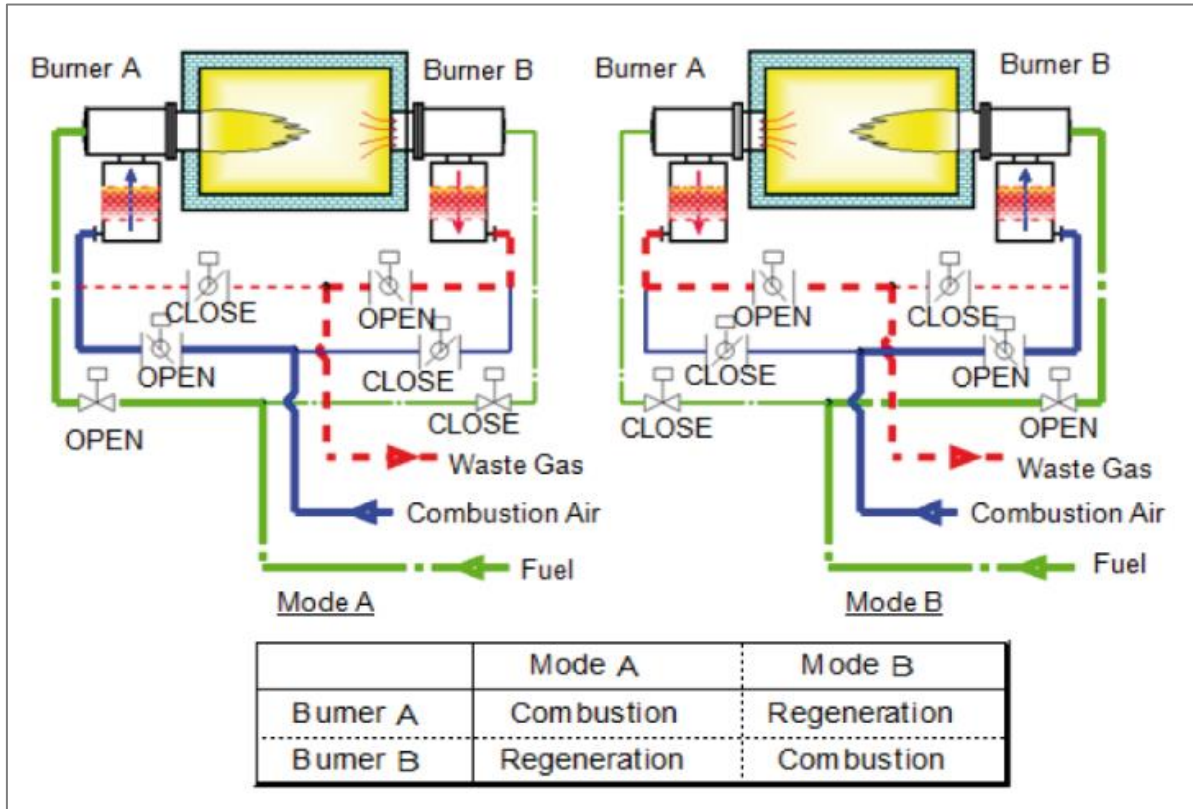 Burner A
Burner B
CLOSE
OPEN
OPEN
CLOSE
OPEN
CLOSE
Waste Gas
Combustion Air
Fuel
Mode A
Burner A
Burner B
OPEN
CLOSE
CLOSE
OPEN
CLOSE
OPEN
Waste Gas
Combustion Air
Fuel
Mode B
Mode A Mode B
Burner A Combustion Regeneration
Burner B Regeneration Combustion